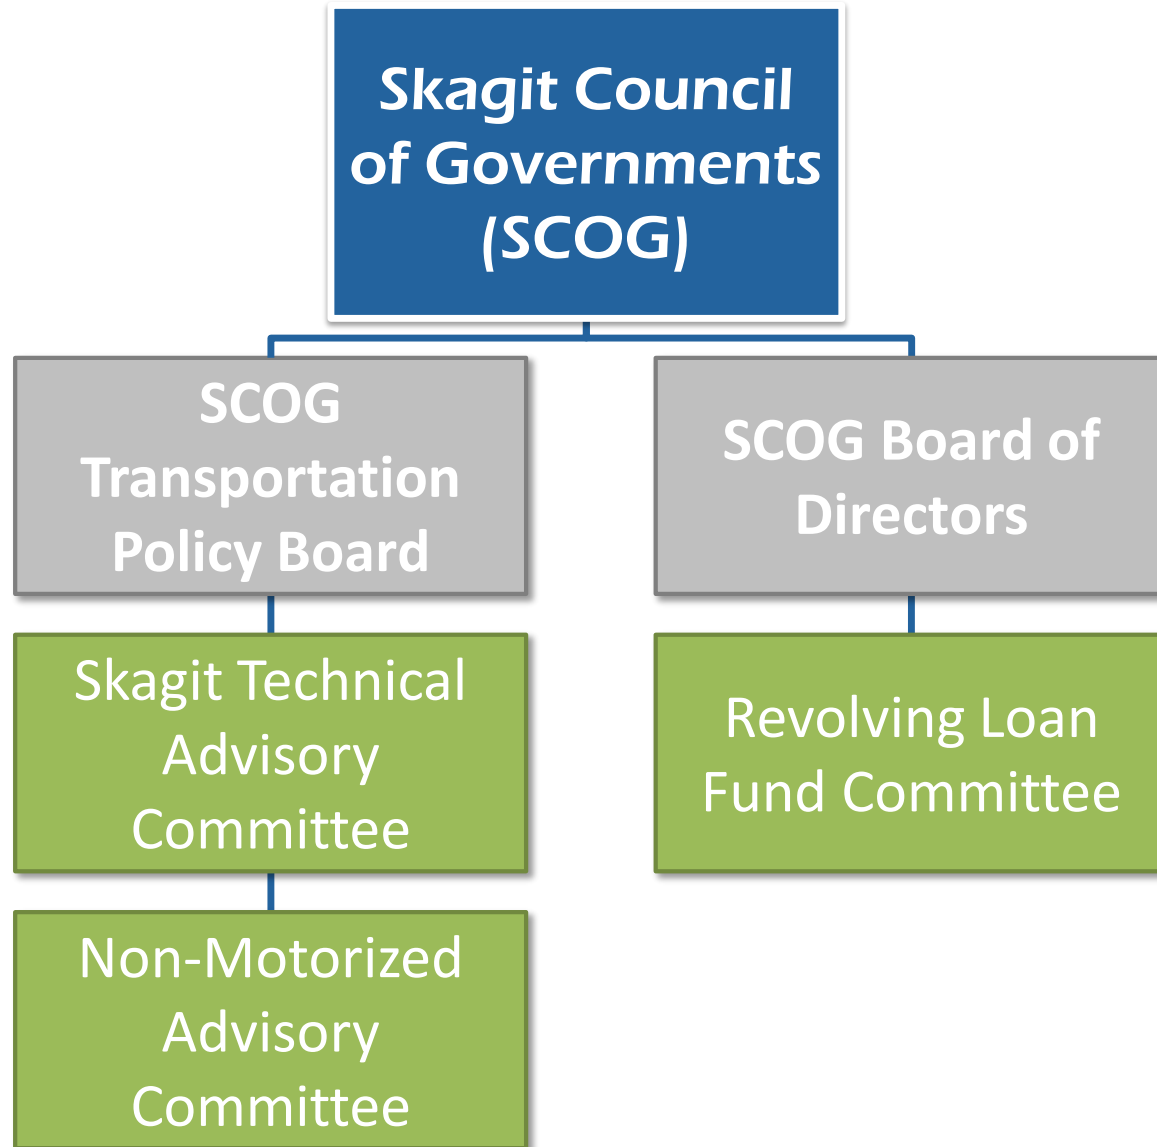 Skagit Council
of Governments
(SCOG)
SCOG
Transportation
Policy Board
SCOG Board of
Directors
Skagit Technical
Advisory
Committee
Revolving Loan
Fund Committee
Non-Motorized
Advisory
Committee